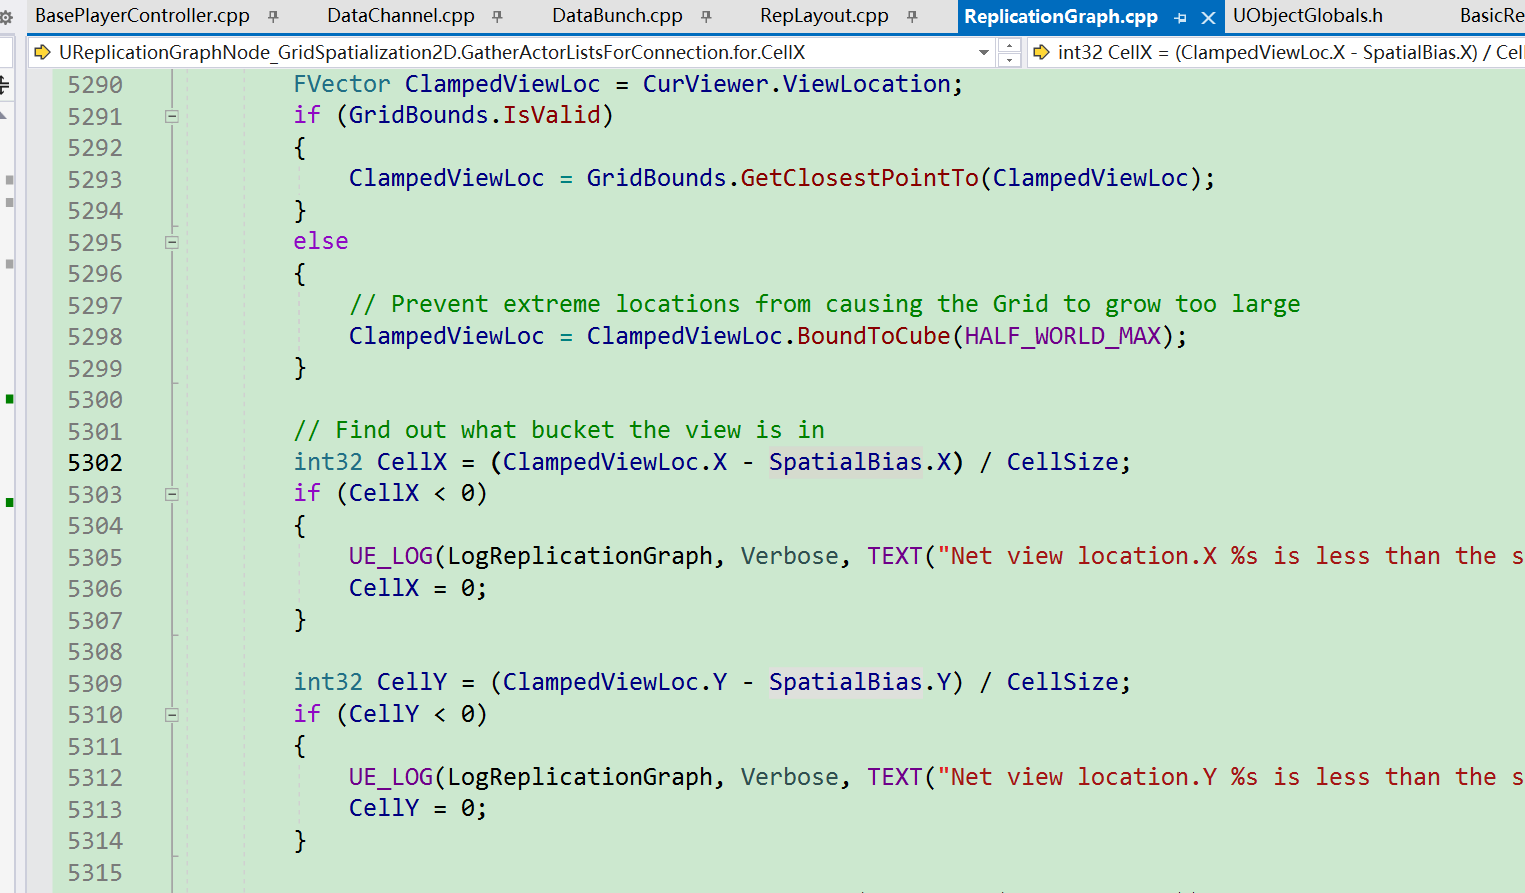 BasePlayerController.cpp DataChannel.cpp DataBunch.cpp RepLayout.cpp ReplicationGraph.cpp UObjectGlobals.h BasicRe
UReplicationGraphNode_GridSpatialization2D.GatherActorListsForConnection.for.CellX int32 CellX = (ClampedViewLoc.X - SpatialBias.X) / Cel
5290 FVector ClampedViewLoc = CurViewer.ViewLocation;
5291 if (GridBounds.IsValid)
5292 {
5293 ClampedViewLoc = GridBounds.GetClosestPointTo(ClampedViewLoc);
5294 }
5295 else
5296 {
5297 // Prevent extreme locations from causing the Grid to grow too large
5298 ClampedViewLoc = ClampedViewLoc.BoundToCube(HALF_WORLD_MAX);
5299 }
5300
5301 // Find out what bucket the view is in
5302 int32 CellX = (ClampedViewLoc.X - SpatialBias.X) / CellSize;
5303 if (CellX < 0)
5304 {
5305 UE_LOG(LogReplicationGraph, Verbose, TEXT("Net view location.X %s is less than the s
5306 CellX = 0;
5307 }
5308
5309 int32 CellY = (ClampedViewLoc.Y - SpatialBias.Y) / CellSize;
5310 if (CellY < 0)
5311 {
5312 UE_LOG(LogReplicationGraph, Verbose, TEXT("Net view location.Y %s is less than the s
5313 CellY = 0;
5314 }
5315